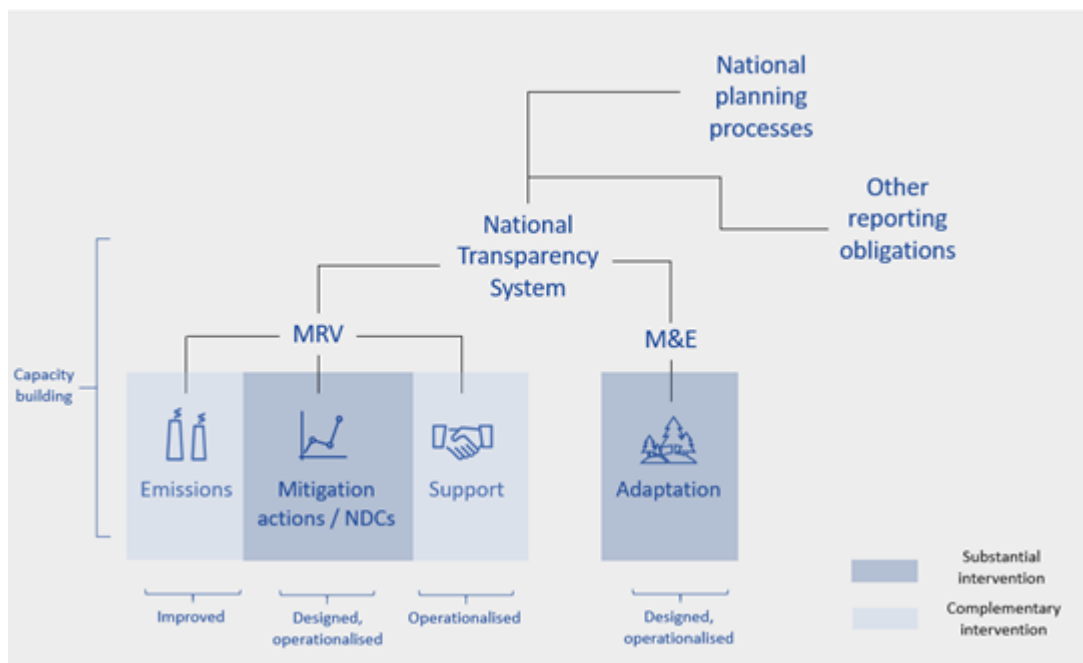 National
planning
processes
Other
reporting
obligations
National
Transparency
System
MRV
M&E
Capacity
building
Emissions
Mitigation
actions / NDCs
Support
Adaptation
Improved
Designed,
operationalised
Operationalised
Designed,
operationalised
Substantial
intervention
Complementary
intervention